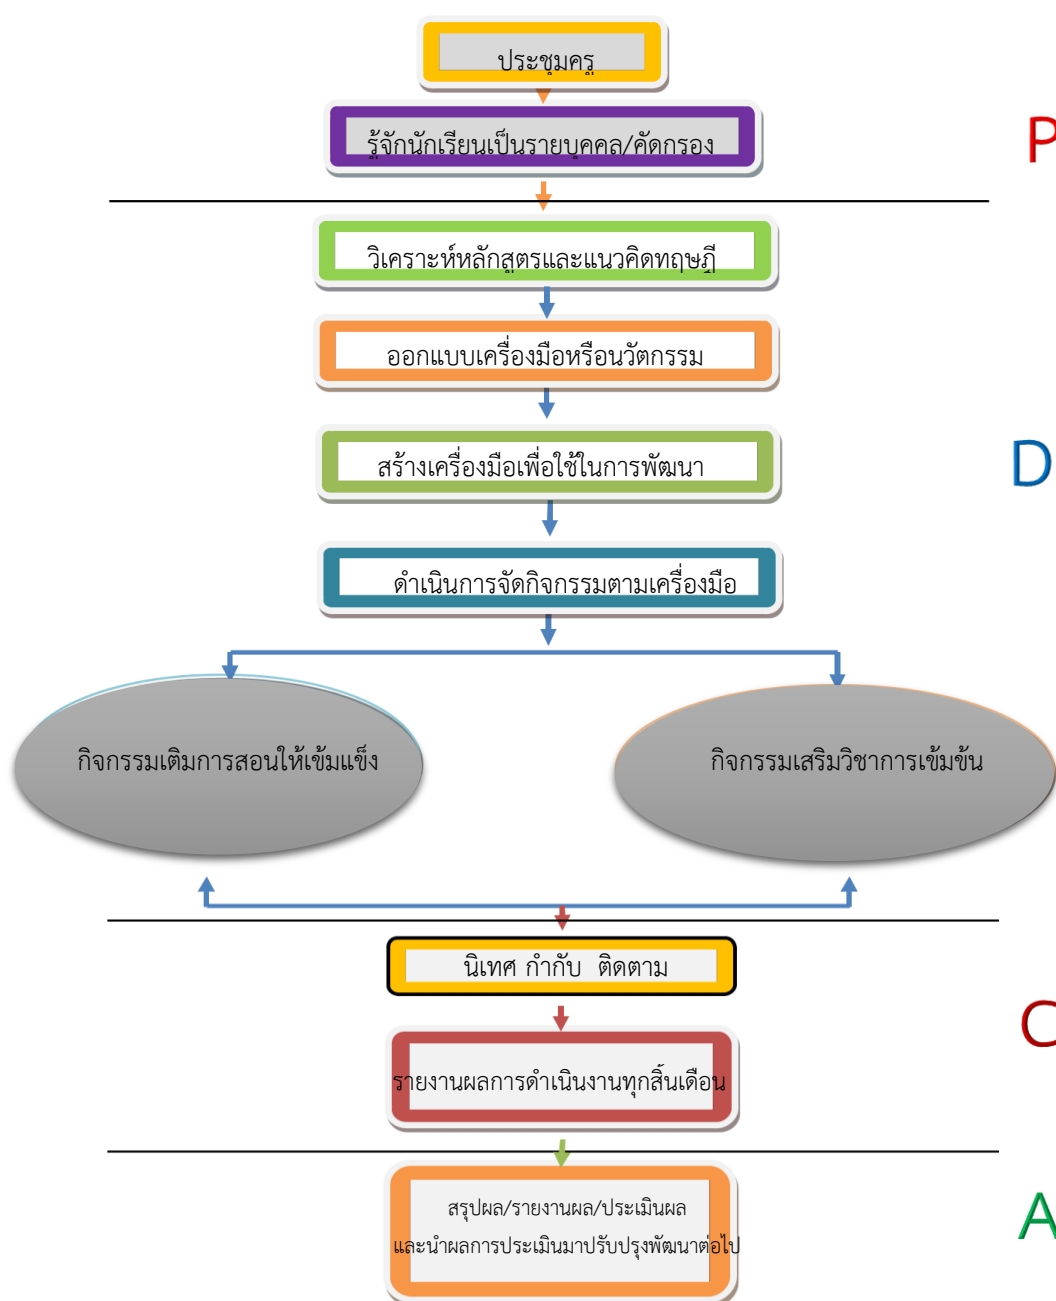 ประชุมครู
รู้จักนักเรียนเป็นรายบุคคล/คัดกรอง
P
วิเคราะห์หลักสูตรและแนวคิดทฤษฎี
ออกแบบเครื่องมือหรือนวัตกรรม
สร้างเครื่องมือเพื่อใช้ในการพัฒนา
D
ดำเนินการจัดกิจกรรมตามเครื่องมือ
กิจกรรมเติมการสอนให้เข้มแข็ง
กิจกรรมเสริมวิชาการเข้มข้น
นิเทศ กำกับ ติดตาม
C
รายงานผลการดำเนินงานทุกสิ้นเดือน
สรุปผล/รายงานผล/ประเมินผล
และนำผลการประเมินมาปรับปรุงพัฒนาต่อไป
A